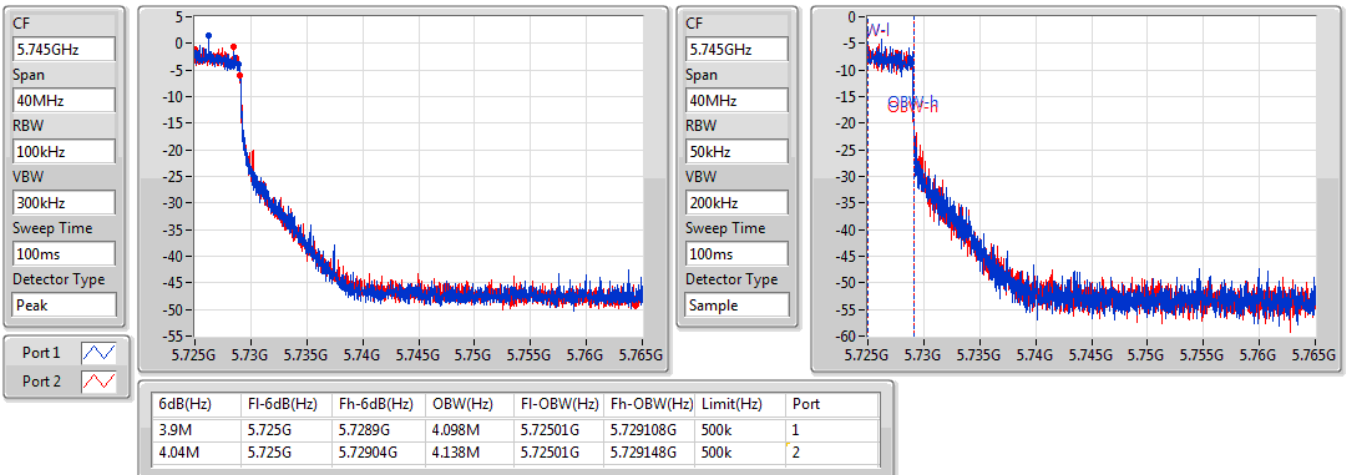 CF
5.745GHz
Span
40MHz
RBW
100kHz
VBW
300kHz
Sweep Time
100ms
Detector Type
Peak
Port 1
Port 2
5
0
-5
-10
-15
-20
-25
-30
-35
-40
-45
-50
-55
5.725G 5.73G 5.735G 5.74G 5.745G 5.75G 5.755G 5.76G 5.765G
CF
5.745GHz
Span
40MHz
RBW
50kHz
VBW
200kHz
Sweep Time
100ms
Detector Type
Sample
0
-5
-10
-15
-20
-25
-30
-35
-40
-45
-50
-55
-60
W-l
OBW-h
OBW-h
5.725G 5.73G 5.735G 5.74G 5.745G 5.75G 5.755G 5.76G 5.765G
6dB(Hz) Fl-6dB(Hz) Fh-6dB(Hz) OBW(Hz) Fl-OBW(Hz) Fh-OBW(Hz) Limit(Hz) Port
3.9M 5.725G 5.7289G 4.098M 5.72501G 5.729108G 500k 1
4.04M 5.725G 5.72904G 4.138M 5.72501G 5.729148G 500k 2